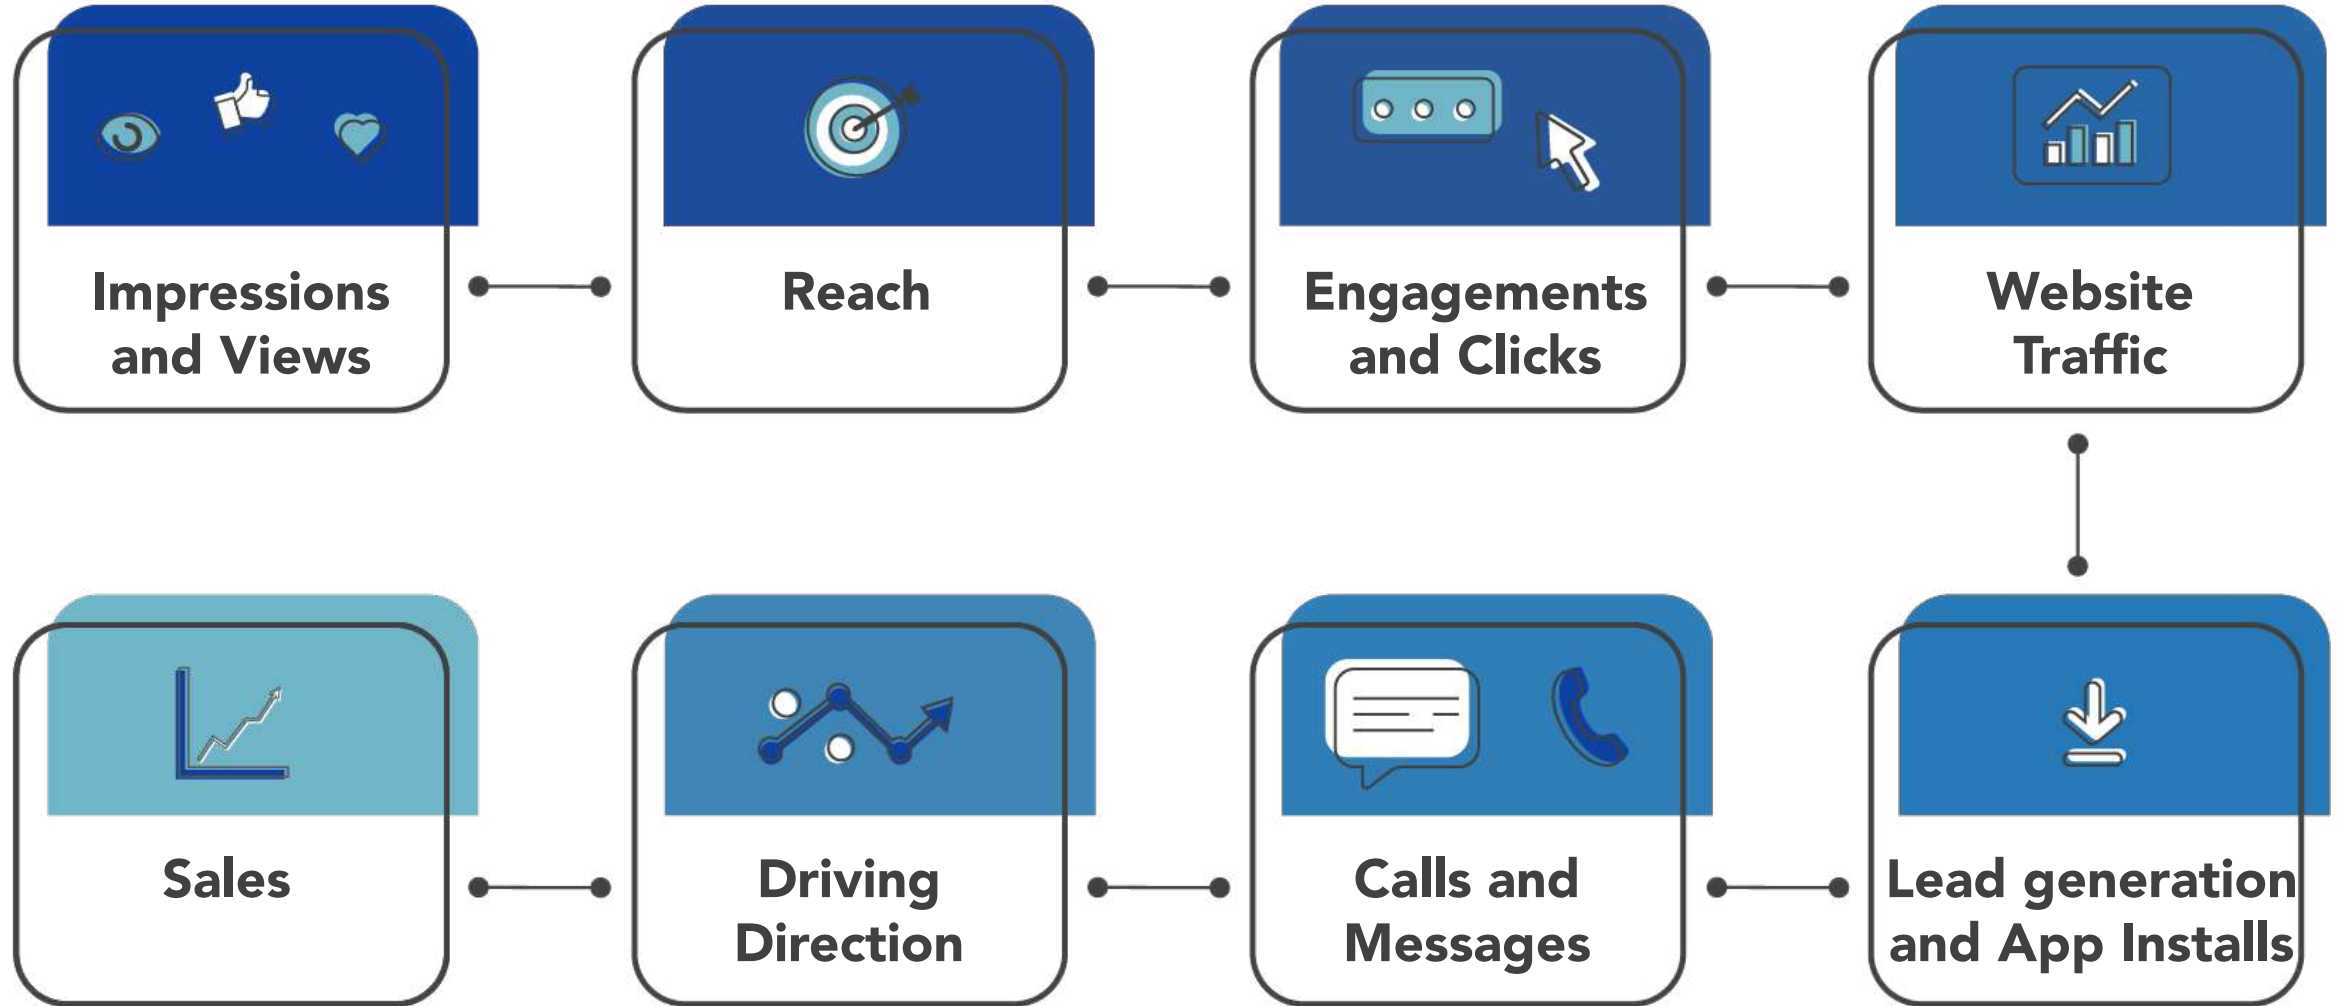 Impressions
and Views
Reach
Engagements
and Clicks
Website
Traffic
Sales
Driving
Direction
Calls and
Messages
Lead generation
and App Installs